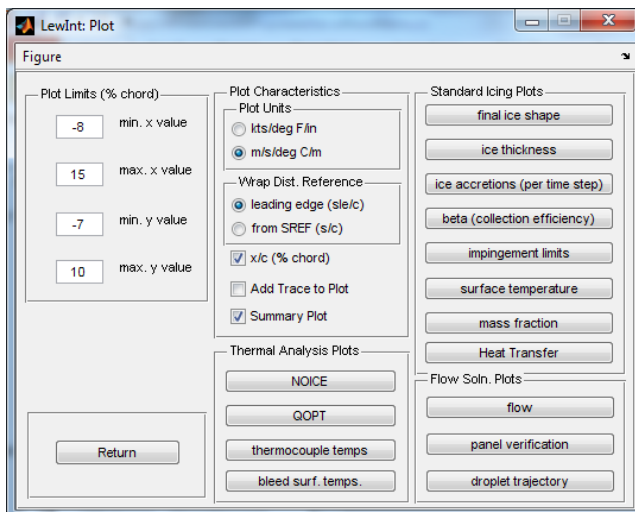 LewInt: Plot
Figure
Plot Limits (% chord)
-8 min. x value
15 max. x value
-7 min. y value
10 max. y value
Return
Plot Characteristics
Plot Units
kts/deg F/in
m/s/deg C/m
Wrap Dist. Reference
leading edge (sle/c)
from SREF (s/c)
x/c (% chord)
Add Trace to Plot
Summary Plot
Thermal Analysis Plots
NOICE
QOPT
thermocouple temps
bleed surf. temps.
Standard Icing Plots
final ice shape
ice thickness
ice accretions (per time step)
beta (collection efficiency)
impingement limits
surface temperature
mass fraction
Heat Transfer
Flow Soln. Plots
flow
panel verification
droplet trajectory